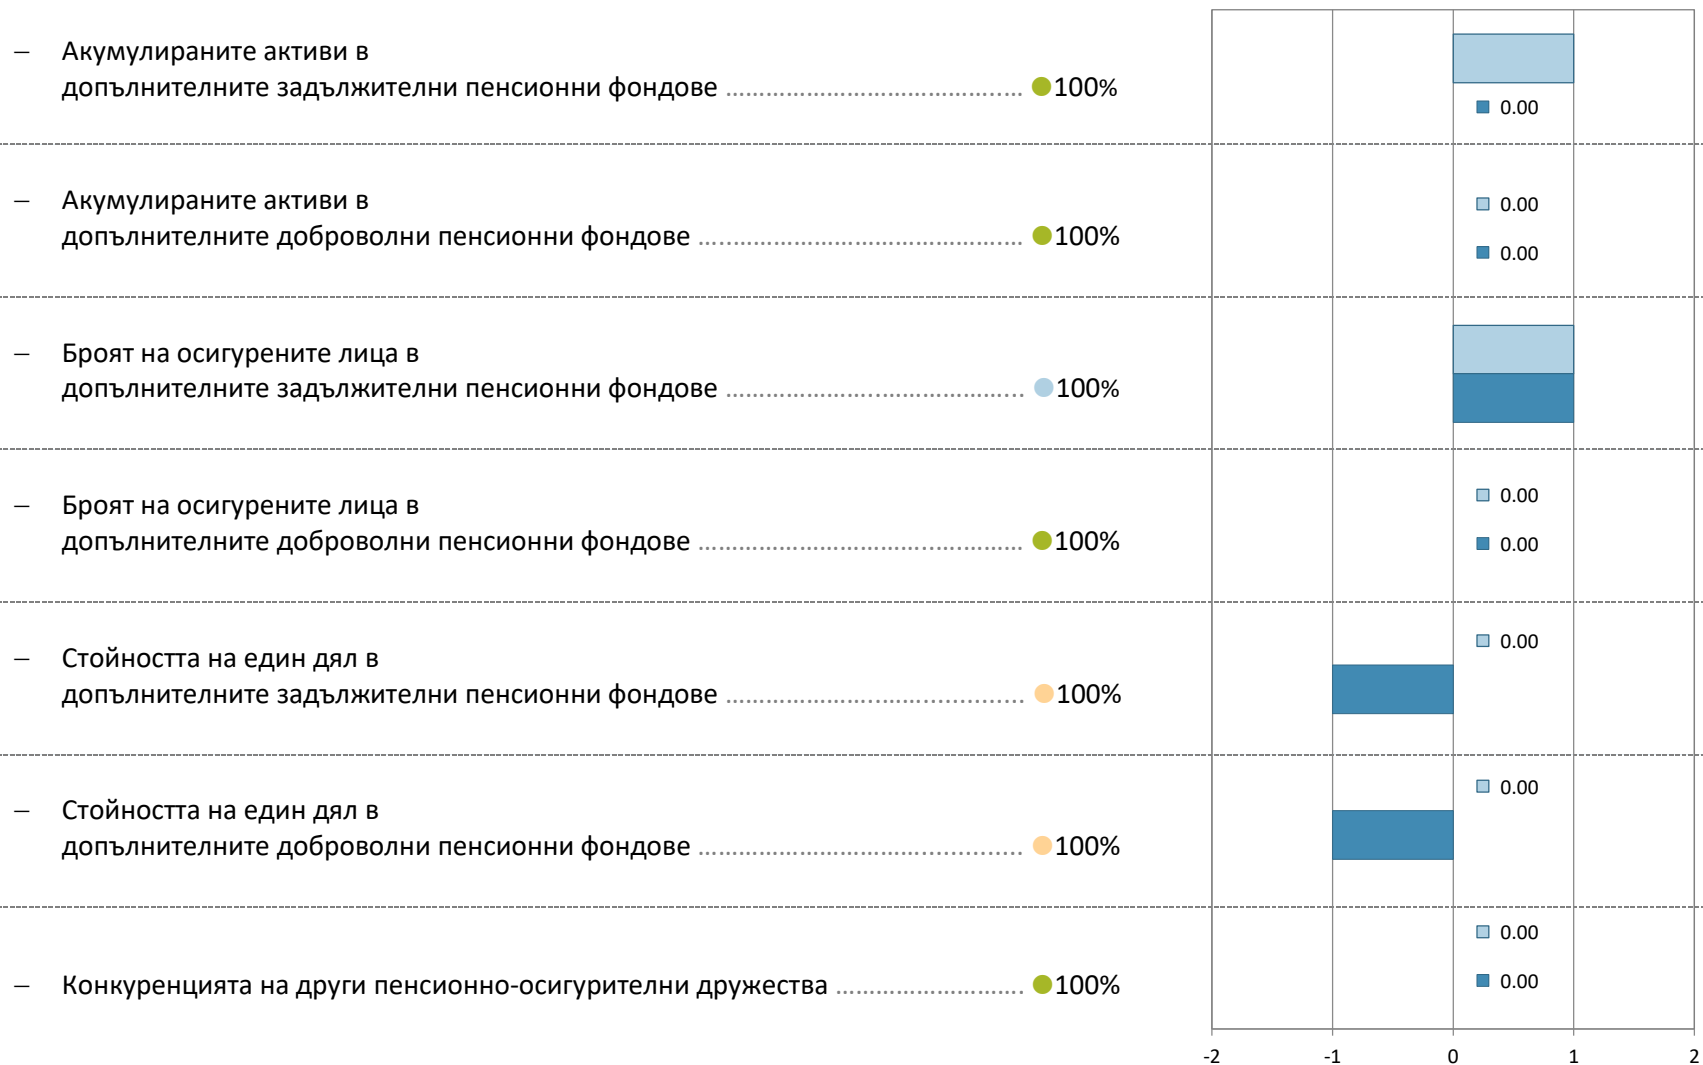 – Акумулираните активи в
допълнителните задължителни пенсионни фондове ........................................... 100%
0.00
– Акумулираните активи в
допълнителните доброволни пенсионни фондове ............................................... 100%
0.00
0.00
– Броят на осигурените лица в
допълнителните задължителни пенсионни фондове ........................................... 100%
– Броят на осигурените лица в
допълнителните доброволни пенсионни фондове ............................................... 100%
0.00
0.00
– Стойността на един дял в
допълнителните задължителни пенсионни фондове ........................................... 100%
0.00
– Стойността на един дял в
допълнителните доброволни пенсионни фондове ............................................... 100%
0.00
– Конкуренцията на други пенсионно-осигурителни дружества ........................... 100%
0.00
0.00
-2 -1 0 1 2